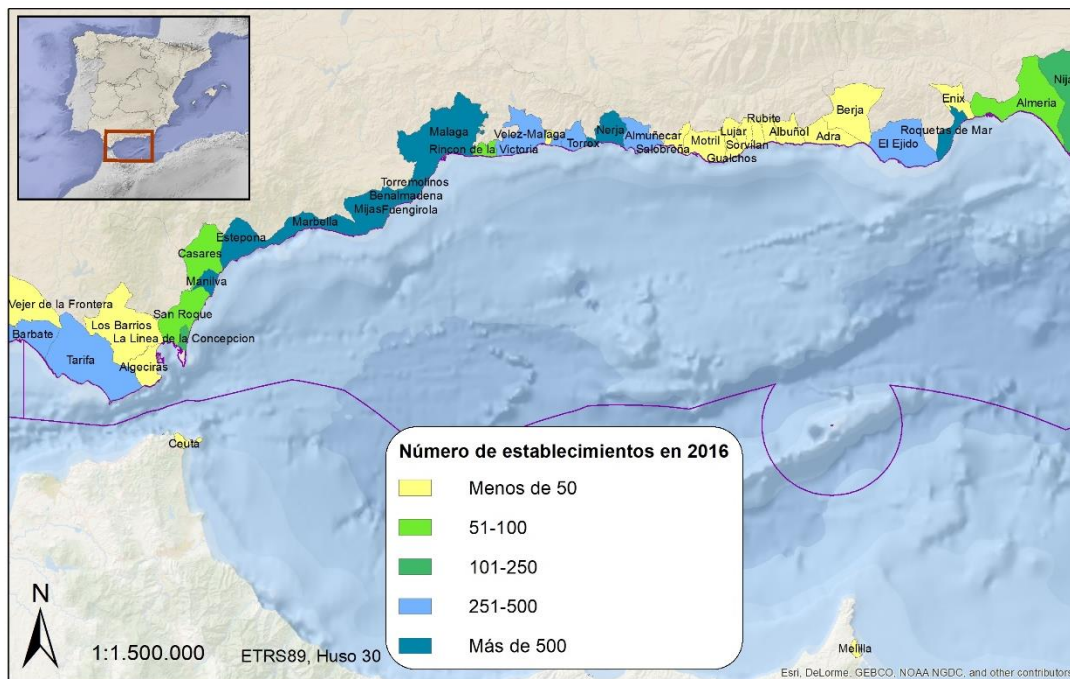 Nija
Enix
Almería
Berja
Rubite
Roquetas de Mar
Malaga
Velez-Malaga
Nerja
Almuñecar
Lujar
Albuñol
Motril
Adra
El Ejido
Rincon de la Victoria
Torrox
Salobreña
Sorvilan
Gualchos
Torremolinos
Benalmadena
Mijas
Fuengirola
Marbella
Estepona
Casares
Manilva
Vejer de la Frontera
San Roque
Los Barrios
Barbate
La Linea de la Concepcion
Tarifa
Algeciras
Ceuta
Número de establecimientos en 2016
Menos de 50
51-100
101-250
251-500
Más de 500
N
1:1.500.000
ETRS89, Huso 30
Melilla
Esri, DeLorme, GEBCO, NOAA NGDC, and other contributors